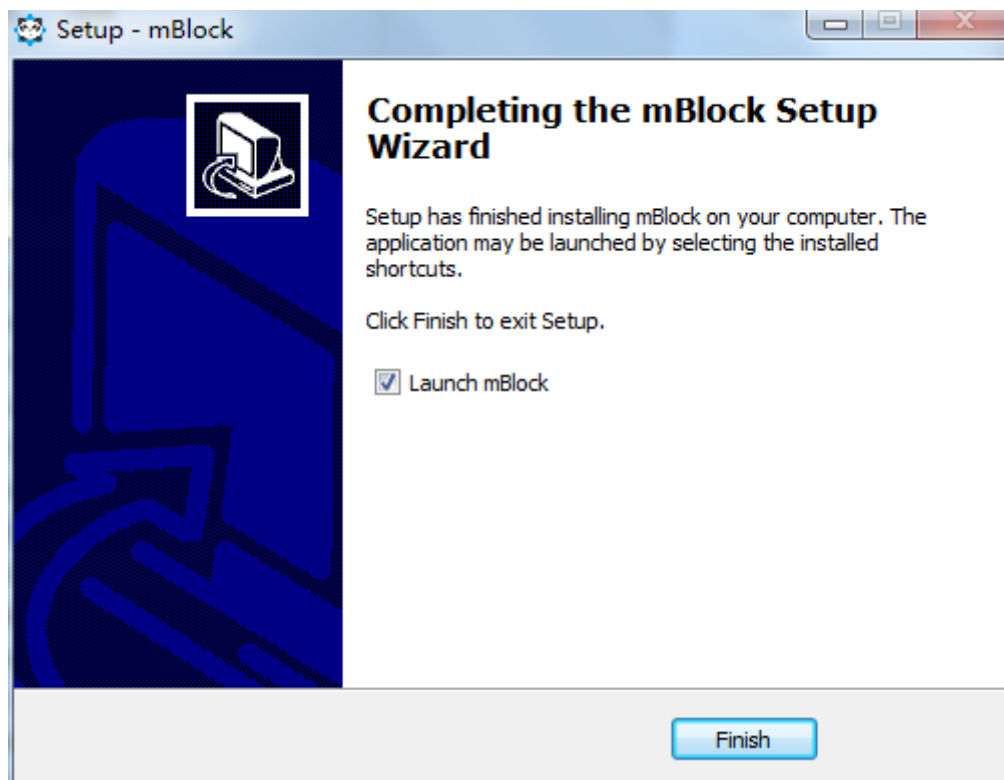 Setup - mBlock
Completing the mBlock Setup
Wizard
Setup has finished installing mBlock on your computer. The
application may be launched by selecting the installed
shortcuts.
Click Finish to exit Setup.
Launch mBlock
Finish